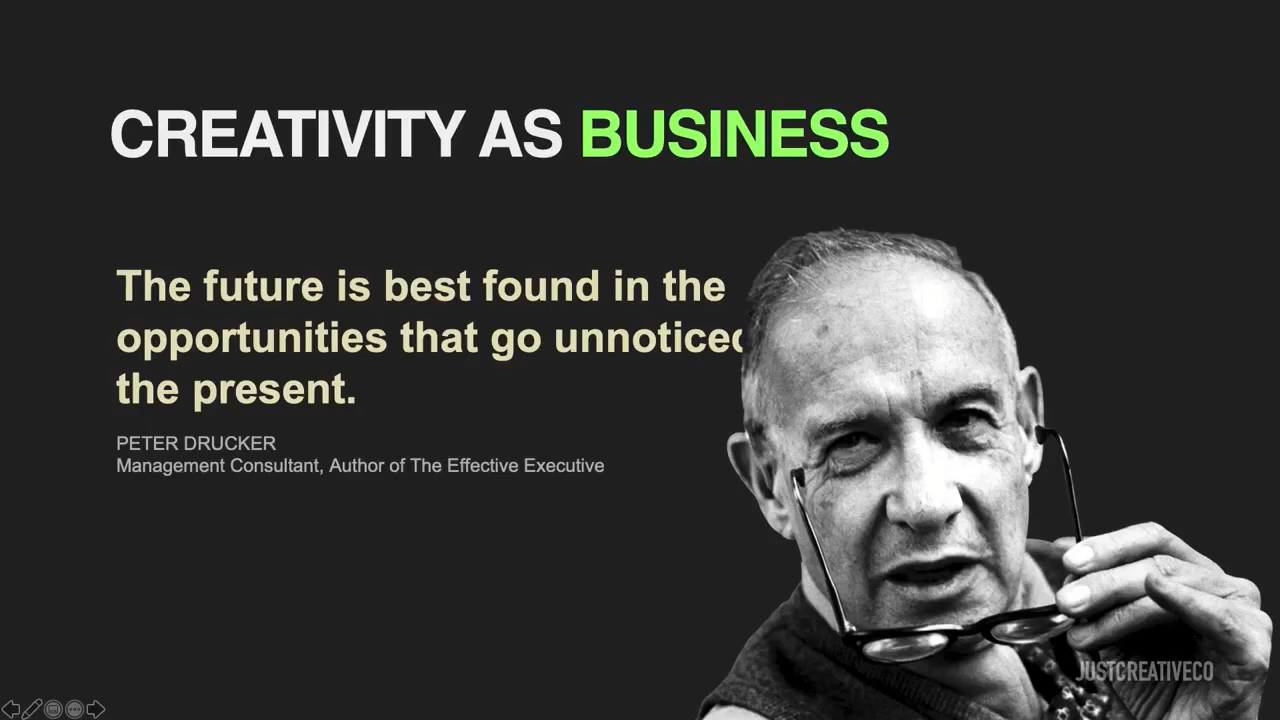 CREATIVITY AS BUSINESS
The future is best found in the
opportunities that go unnoticed
the present.
PETER DRUCKER
Management Consultant, Author of The Effective Executive
JUSTCREATIVECO